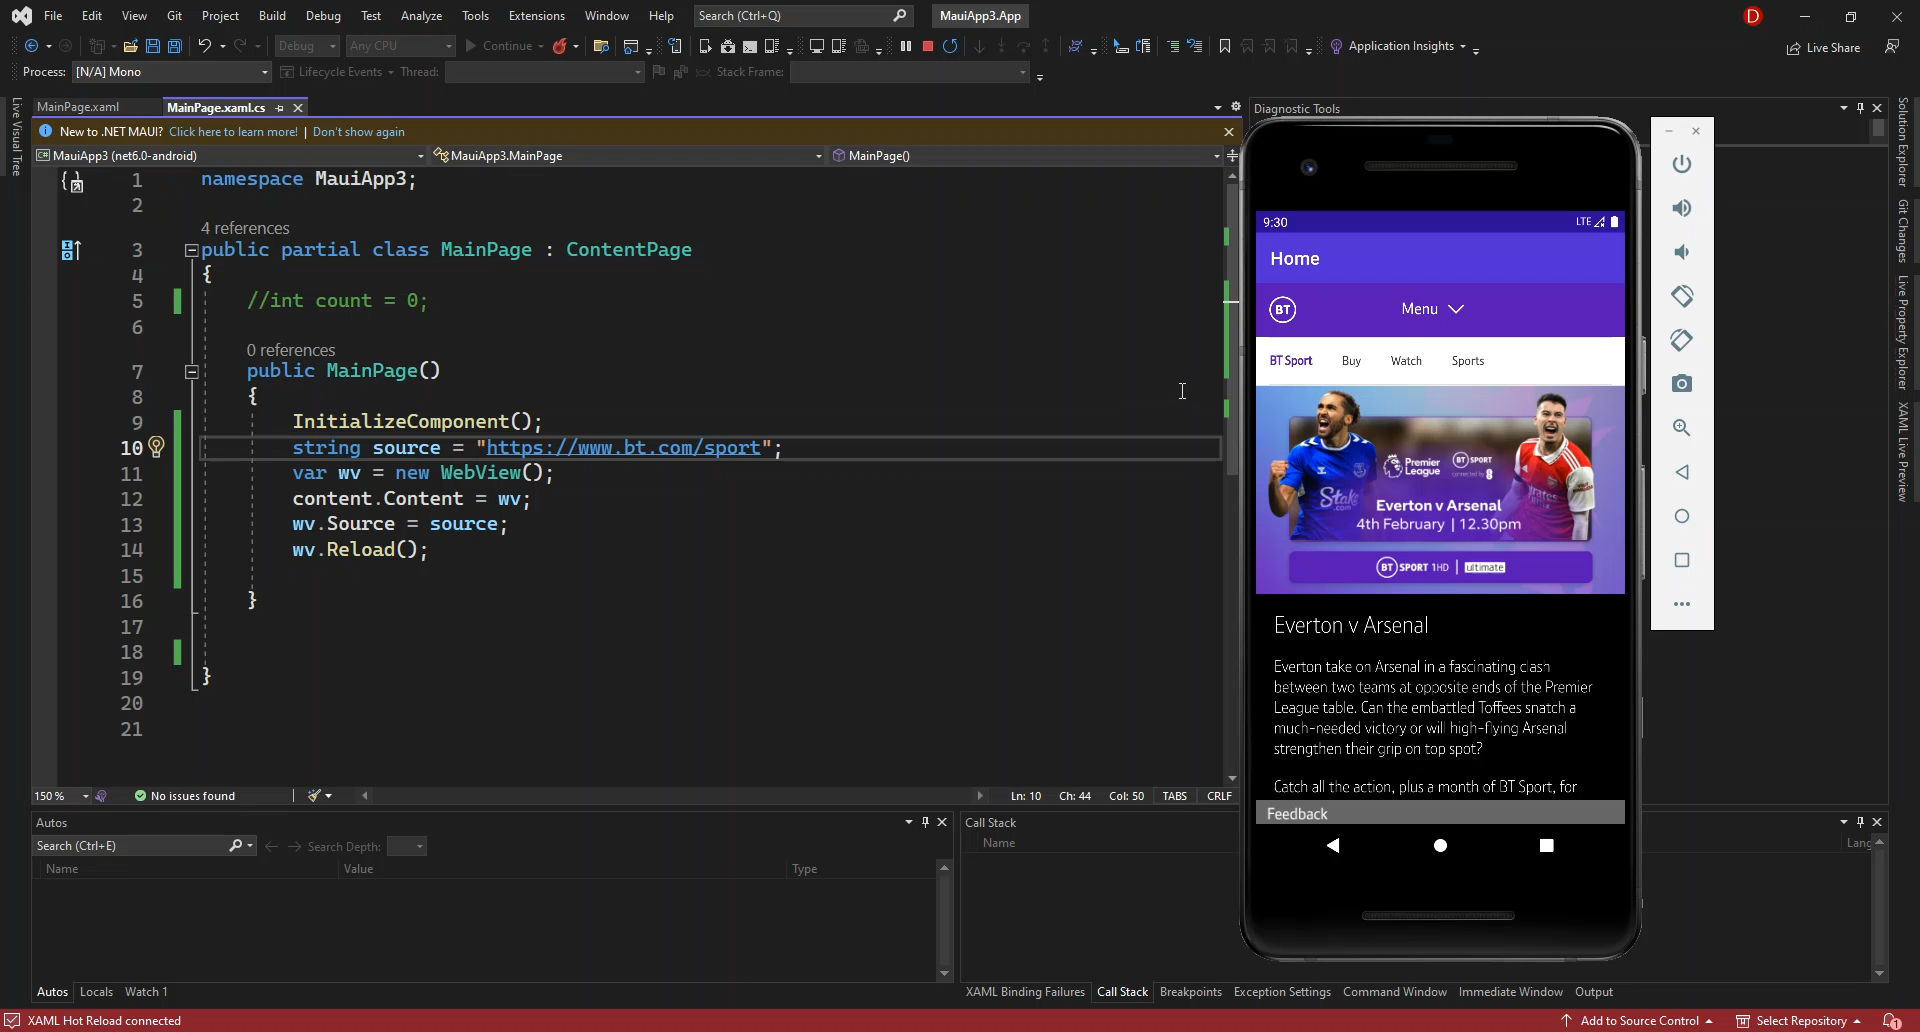 File Edit View Git Project Build Debug Test Analyze Tools Extensions Window Help Search (Ctrl+Q) MauiApp3.App D
Debug Any CPU Continue Application Insights Live Share
Process: [N/A] Mono Lifecycle Events Thread: Stack Frame:
MainPage.xaml MainPage.xaml.cs
New to .NET MAUI? Click here to learn more! | Don't show again
MauiApp3 (net6.0-android) MauiApp3.MainPage MainPage()
1 namespace MauiApp3;
2
4 references
3 public partial class MainPage : ContentPage
4 {
5 //int count = 0;
6
0 references
7 public MainPage()
8 {
9 InitializeComponent();
10 string source = "https://www.bt.com/sport";
11 var wv = new WebView();
12 content.Content = wv;
13 wv.Source = source;
14 wv.Reload();
15
16 }
17
18
19 }
20
21
150 % No issues found Ln: 10 Ch: 44 Col: 50 TABS CRLF
Live Visual Tree
Diagnostic Tools
9:30 LTE
Home
BT Menu
BT Sport Buy Watch Sports
Premier League BT SPORT connected by EE
Stake.com
Everton v Arsenal
4th February | 12.30pm
BT SPORT 1HD | ultimate
Everton v Arsenal
Everton take on Arsenal in a fascinating clash
between two teams at opposite ends of the Premier
League table. Can the embattled Toffees snatch a
much-needed victory or will high-flying Arsenal
strengthen their grip on top spot?
Catch all the action, plus a month of BT Sport, for
Feedback
Solution Explorer
Git Changes
Live Property Explorer
XAML Live Preview
Autos
Search (Ctrl+E) Search Depth:
Name Value Type
Autos Locals Watch 1
Call Stack
Name Lang
XAML Binding Failures Call Stack Breakpoints Exception Settings Command Window Immediate Window Output
XAML Hot Reload connected Add to Source Control Select Repository 1